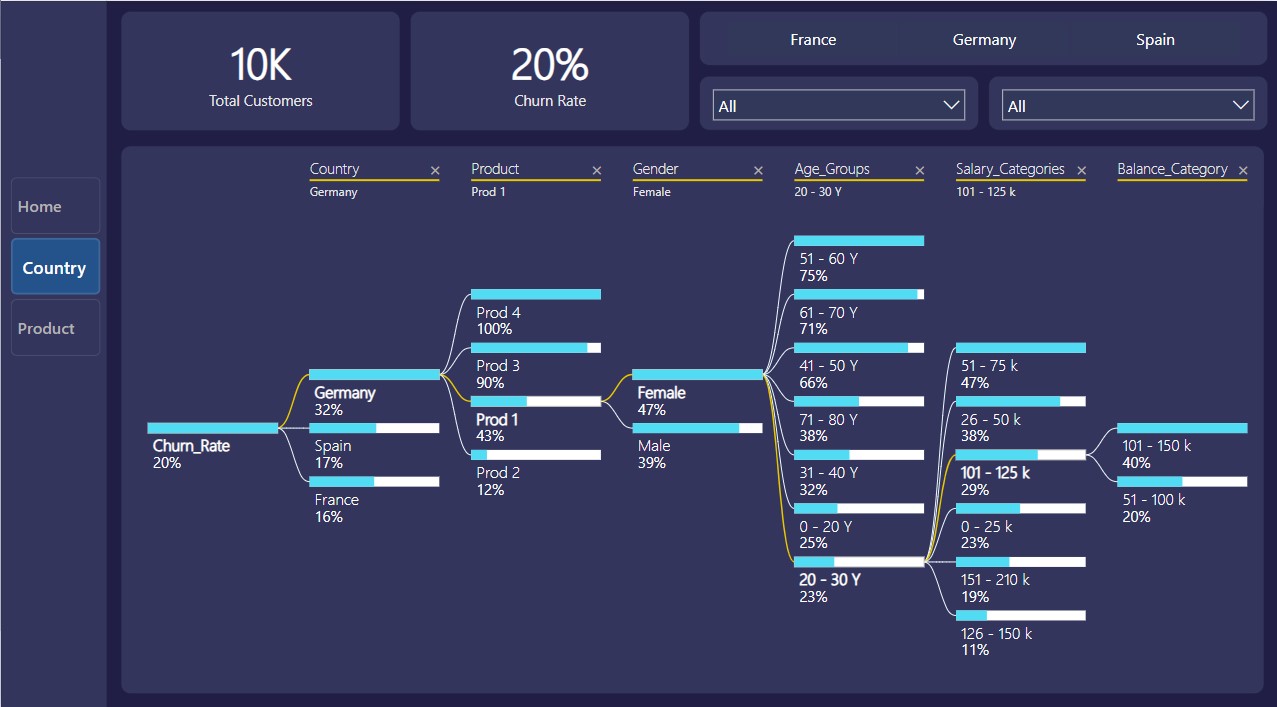 10K
Total Customers
20%
Churn Rate
France
Germany
Spain
All
All
Home
Country
Product
Country
Germany
Product
Prod 1
Gender
Female
Age_Groups
20 - 30 Y
Salary_Categories
101 - 125 k
Balance_Category
Churn_Rate
20%
Germany
32%
Spain
17%
France
16%
Prod 4
100%
Prod 3
90%
Prod 1
43%
Prod 2
12%
Female
47%
Male
39%
51 - 60 Y
75%
61 - 70 Y
71%
41 - 50 Y
66%
71 - 80 Y
38%
31 - 40 Y
32%
0 - 20 Y
25%
20 - 30 Y
23%
51 - 75 k
47%
26 - 50 k
38%
101 - 125 k
29%
0 - 25 k
23%
151 - 210 k
19%
126 - 150 k
11%
101 - 150 k
40%
51 - 100 k
20%